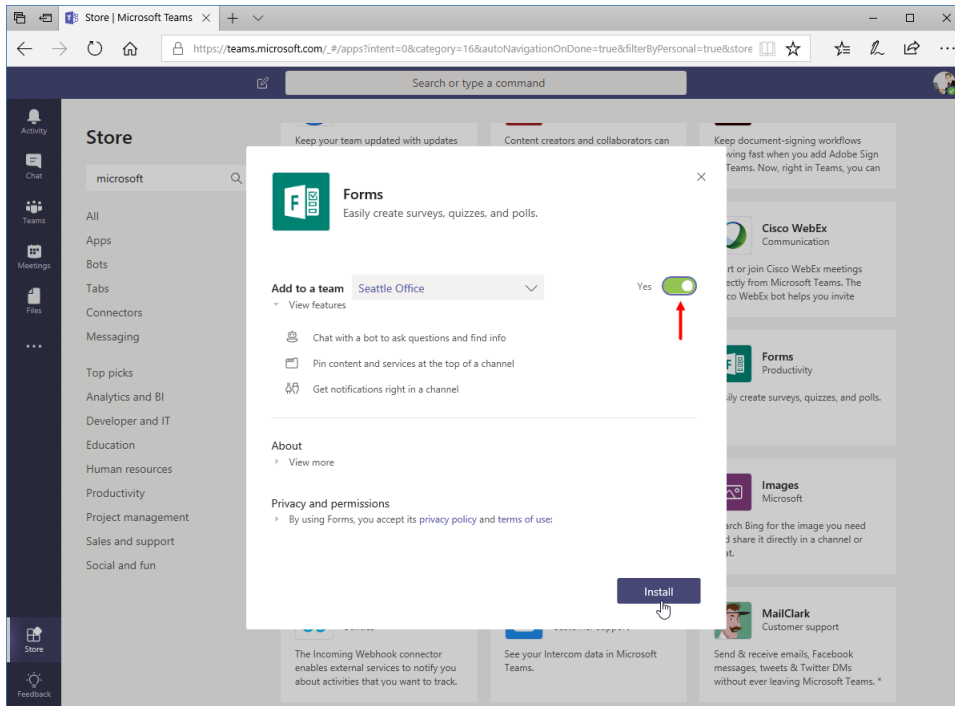 Store | Microsoft Teams
https://teams.microsoft.com/_#/apps?intent=0&category=16&autoNavigationOnDone=true&filterByPersonal=true&store
Search or type a command
Activity
Chat
Teams
Meetings
Files
Store
Feedback
Store
microsoft
All
Apps
Bots
Tabs
Connectors
Messaging
Top picks
Analytics and BI
Developer and IT
Education
Human resources
Productivity
Project management
Sales and support
Social and fun
Keep your team updated with updates
Content creators and collaborators can
Keep document-signing workflows
fast when you add Adobe Sign
Teams. Now, right in Teams, you can
Forms
Easily create surveys, quizzes, and polls.
Add to a team Seattle Office
Yes
View features
Chat with a bot to ask questions and find info
Pin content and services at the top of a channel
Get notifications right in a channel
About
View more
Privacy and permissions
By using Forms, you accept its privacy policy and terms of use:
Install
Cisco WebEx
Communication
or join Cisco WebEx meetings
from Microsoft Teams. The
WebEx bot helps you invite
Forms
Productivity
create surveys, quizzes, and polls.
Images
Microsoft
Bing for the image you need
share it directly in a channel or
MailClark
Customer support
Send & receive emails, Facebook
messages, tweets & Twitter DMs
without ever leaving Microsoft Teams. *
The Incoming Webhook connector
enables external services to notify you
about activities that you want to track.
See your Intercom data in Microsoft
Teams.